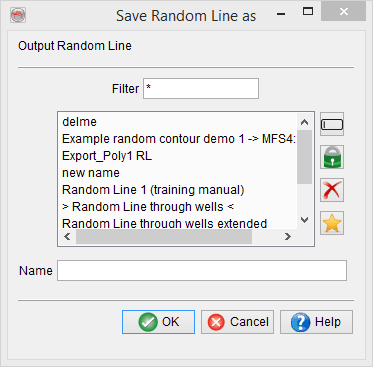 Save Random Line as
Output Random Line
Filter *
delme
Example random contour demo 1 -> MFS4:
Export_Poly1 RL
new name
Random Line 1 (training manual)
> Random Line through wells <
Random Line through wells extended
Name
OK Cancel Help